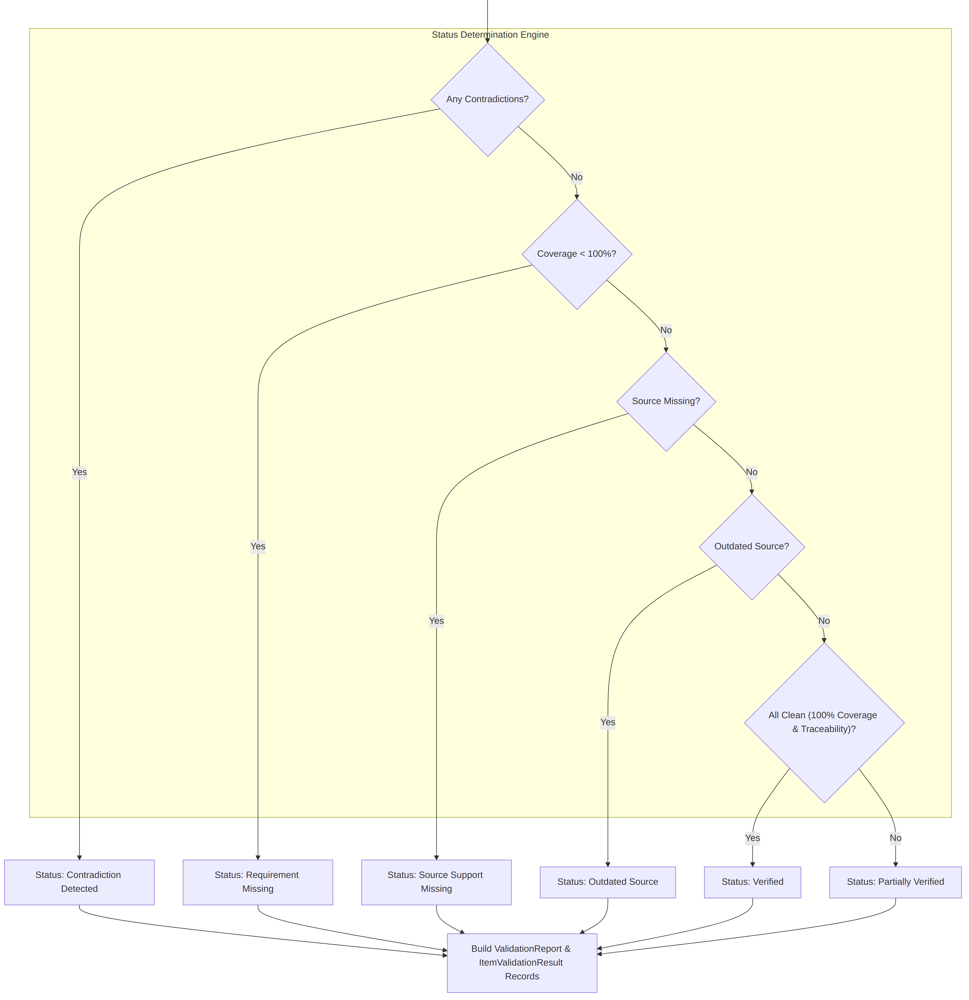 Status Determination Engine
Any Contradictions?
No
Coverage < 100%?
No
Source Missing?
Yes
No
Yes
Outdated Source?
Yes
No
All Clean (100% Coverage
& Traceability)?
Yes
Yes
No
Status: Contradiction
Detected
Status: Requirement
Missing
Status: Source Support
Missing
Status: Outdated Source
Status: Verified
Status: Partially Verified
Build ValidationReport &
ItemValidationResult
Records